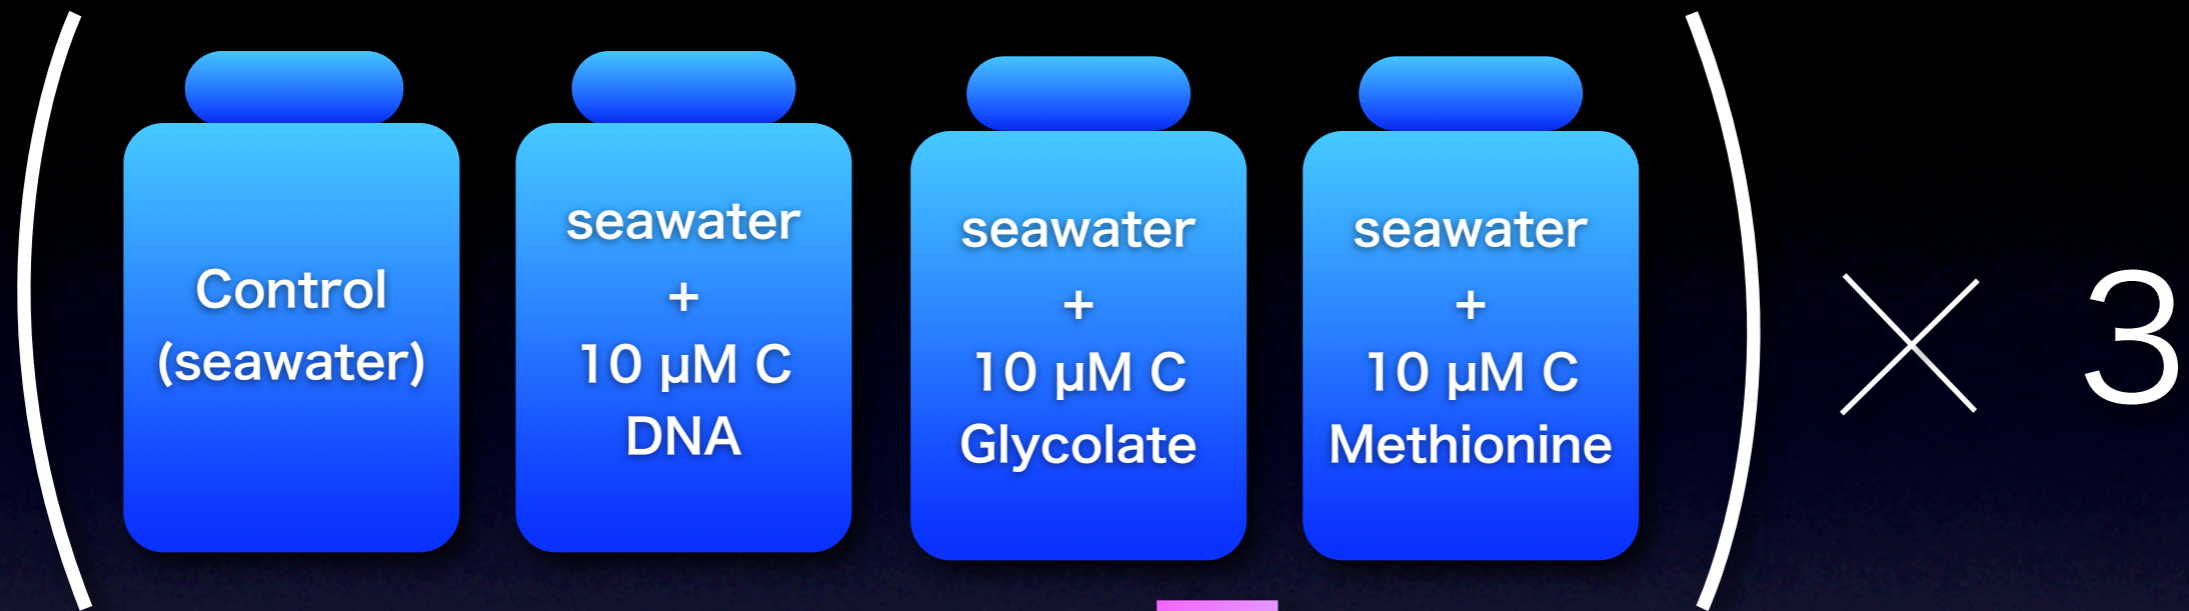 Control
(seawater)
seawater
+
10 µM C
DNA
seawater
+
10 µM C
Glycolate
seawater
+
10 µM C
Methionine
× 3